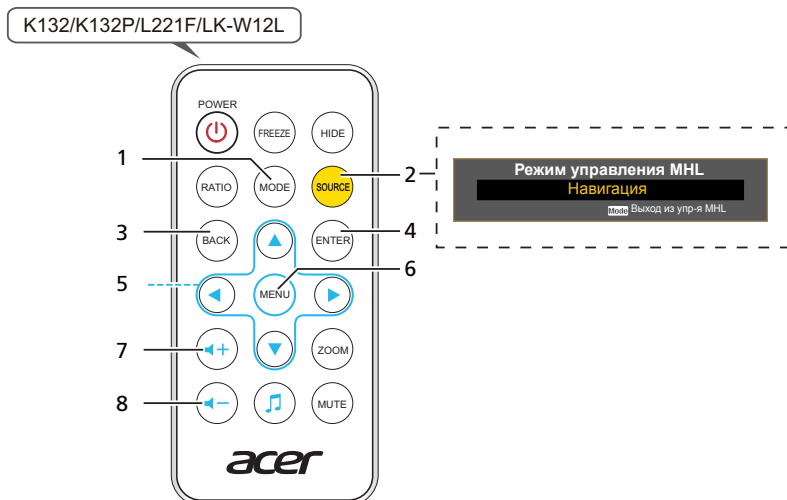 K132/K132P/L221F/LK-W12L
POWER
FREEZE
HIDE
1
RATIO
MODE
SOURCE
2
Режим управления MHL
Навигация
Mode Выход из упр-я MHL
3
BACK
ENTER
4
5
MENU
6
7
ZOOM
8
MUTE
acer